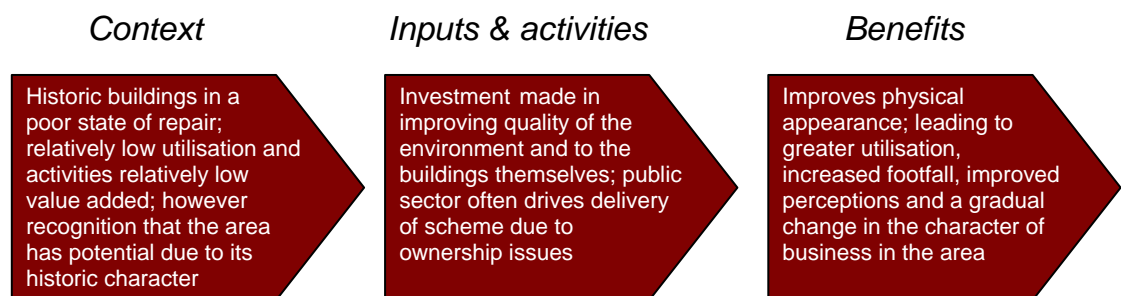 Context
Inputs & activities
Benefits
Historic buildings in a
poor state of repair;
relatively low utilisation and
activities relatively low
value added; however
recognition that the area
has potential due to its
historic character
Investment made in
improving quality of the
environment and to the
buildings themselves; public
sector often drives delivery
of scheme due to
ownership issues
Improves physical
appearance; leading to
greater utilisation,
increased footfall, improved
perceptions and a gradual
change in the character of
business in the area